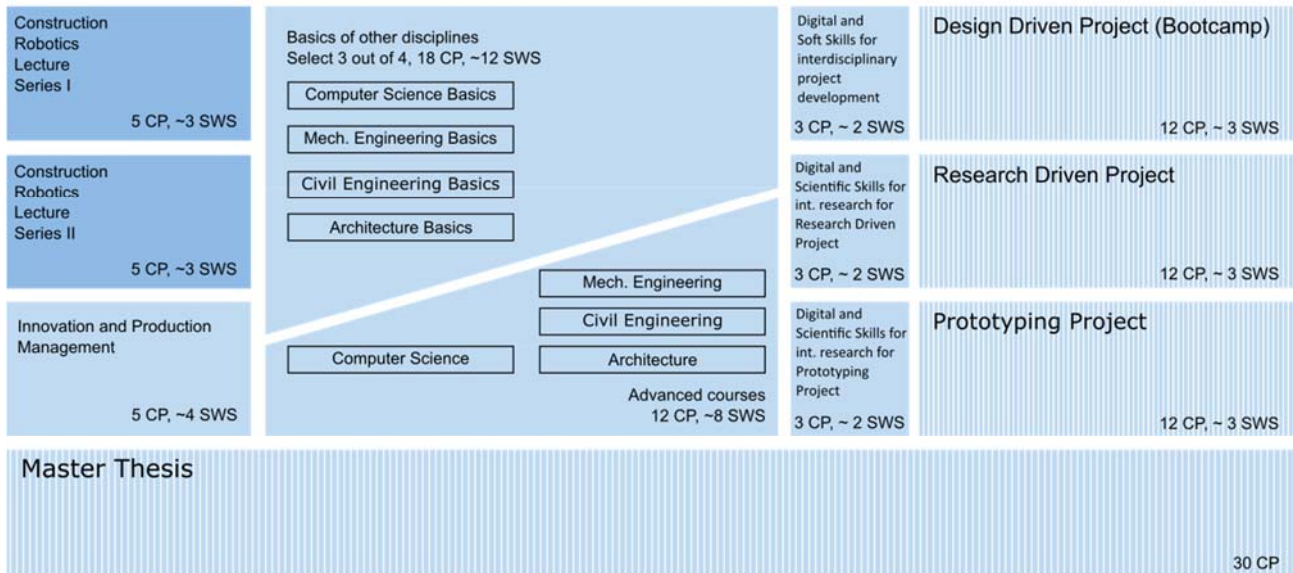 Construction
Robotics
Lecture
Series I
5 CP, ~3 SWS
Basics of other disciplines
Select 3 out of 4, 18 CP, ~12 SWS
Computer Science Basics
Mech. Engineering Basics
Civil Engineering Basics
Architecture Basics
Digital and
Soft Skills for
interdisciplinary
project
development
3 CP, ~ 2 SWS
Design Driven Project (Bootcamp)
12 CP, ~ 3 SWS
Construction
Robotics
Lecture
Series II
5 CP, ~3 SWS
Digital and
Scientific Skills for
int. research for
Research Driven
Project
3 CP, ~ 2 SWS
Research Driven Project
12 CP, ~ 3 SWS
Innovation and Production
Management
5 CP, ~4 SWS
Mech. Engineering
Civil Engineering
Computer Science
Architecture
Advanced courses
12 CP, ~8 SWS
Digital and
Scientific Skills for
int. research for
Prototyping
Project
3 CP, ~ 2 SWS
Prototyping Project
12 CP, ~ 3 SWS
Master Thesis
30 CP